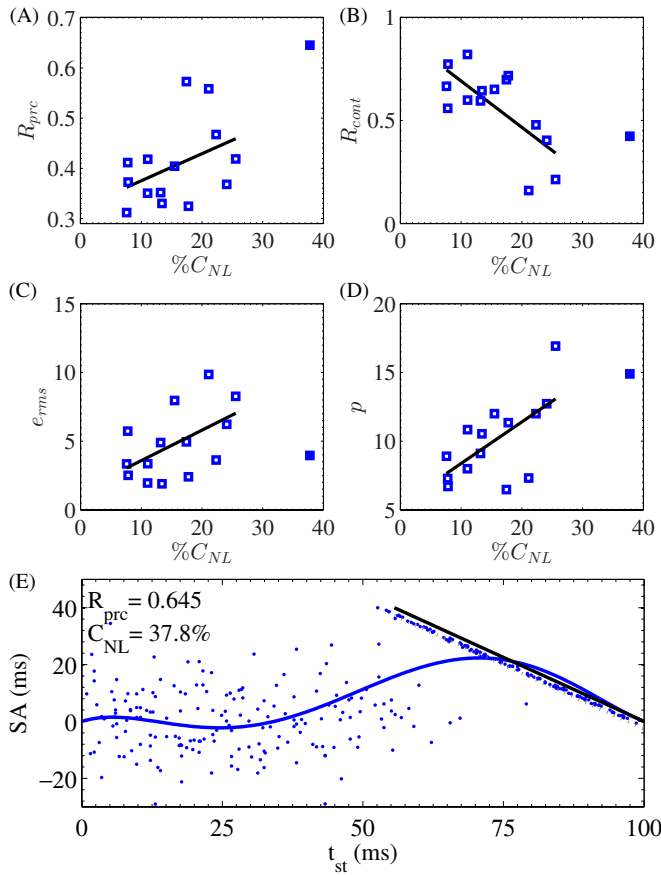 (A)
0.7
0.6
0.5
0.4
0.3
R_prc
0 10 20 30 40
%C_NL
(B)
1
0.5
0
R_cont
0 10 20 30 40
%C_NL
(C)
15
10
5
0
e_rms
0 10 20 30 40
%C_NL
(D)
20
15
10
5
p
0 10 20 30 40
%C_NL
(E)
40
20
0
−20
SA (ms)
R_prc = 0.645
C_NL = 37.8%
0 25 50 75 100
t_st (ms)